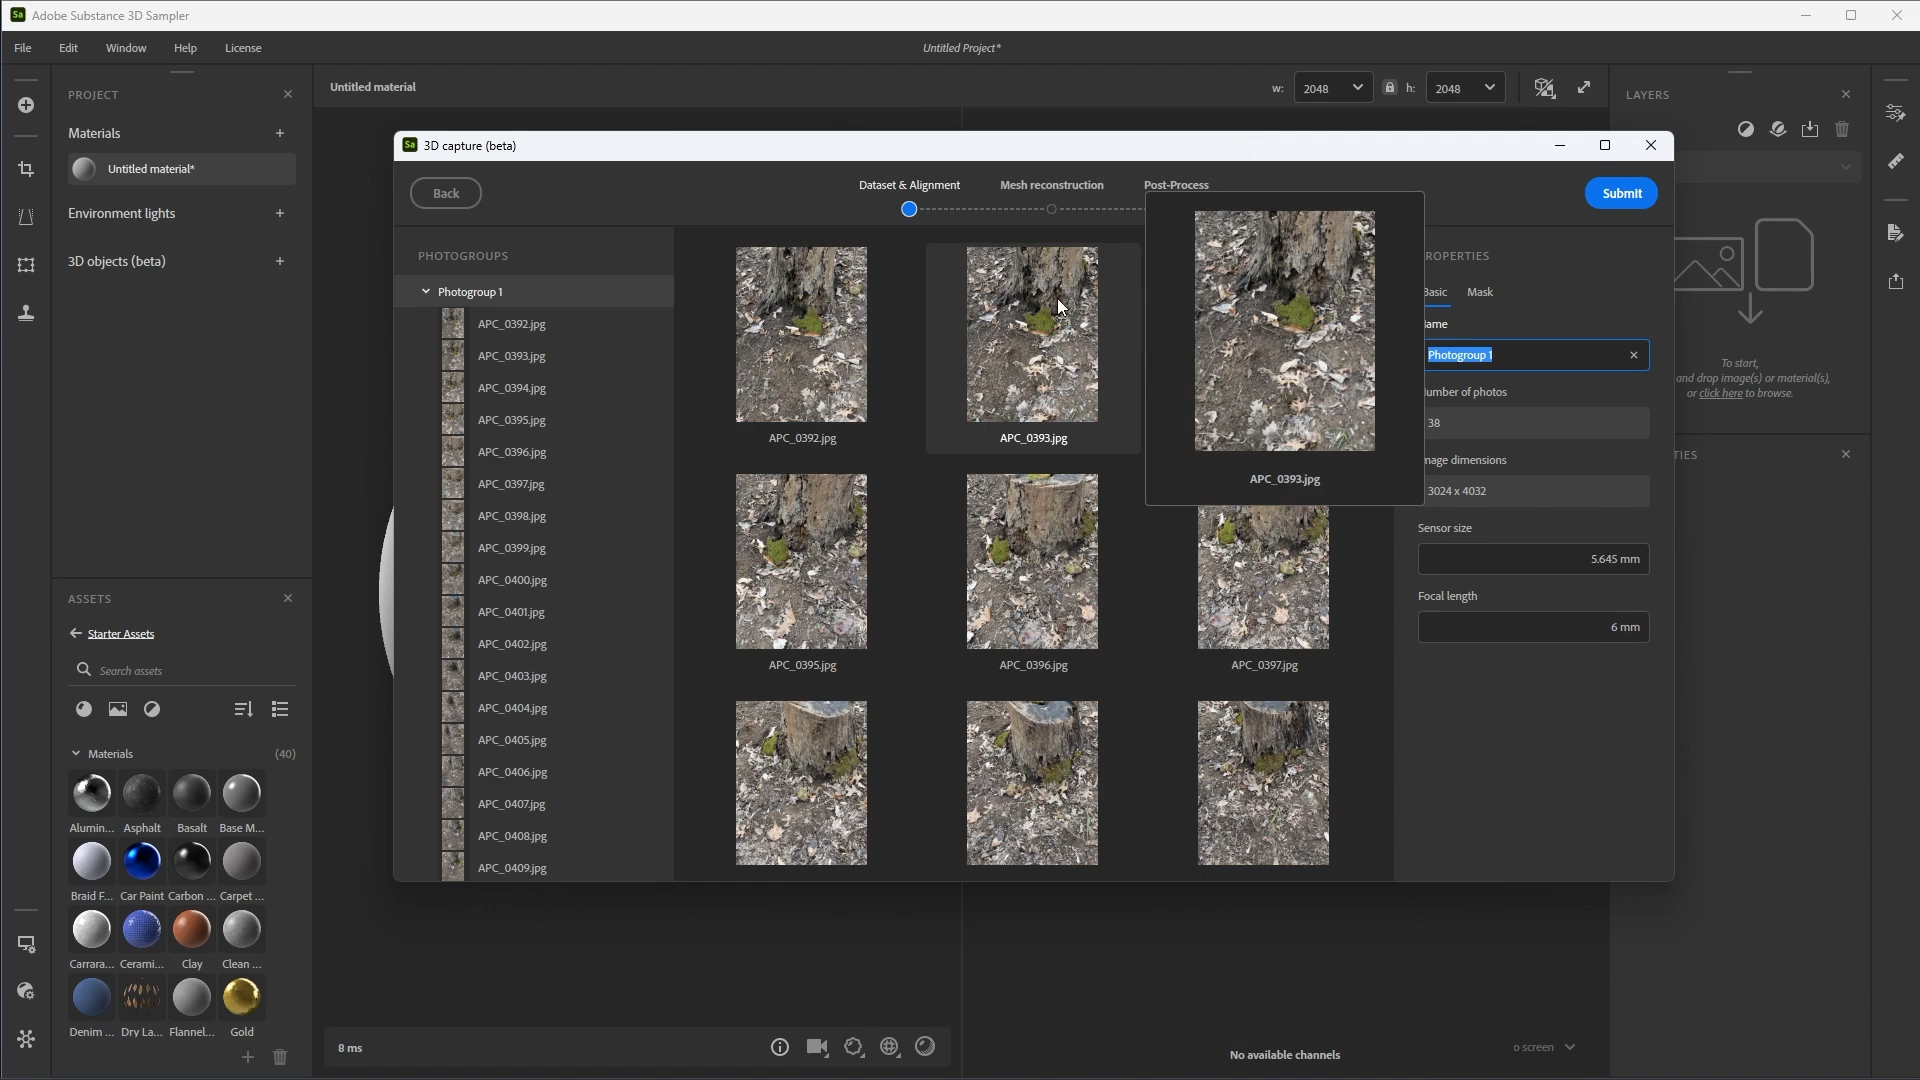 Sa Adobe Substance 3D Sampler
File Edit Window Help License
Untitled Project*
PROJECT
Materials
Untitled material*
Environment lights
3D objects (beta)
Untitled material
w: 2048 h: 2048
LAYERS
To start,
and drop image(s) or material(s),
or click here to browse.
TIES
Sa 3D capture (beta)
Back
Dataset & Alignment Mesh reconstruction Post-Process
Submit
PHOTOGROUPS
Photogroup 1
APC_0392.jpg
APC_0393.jpg
APC_0394.jpg
APC_0395.jpg
APC_0396.jpg
APC_0397.jpg
APC_0398.jpg
APC_0399.jpg
APC_0400.jpg
APC_0401.jpg
APC_0402.jpg
APC_0403.jpg
APC_0404.jpg
APC_0405.jpg
APC_0406.jpg
APC_0407.jpg
APC_0408.jpg
APC_0409.jpg
APC_0392.jpg
APC_0393.jpg
APC_0393.jpg
APC_0395.jpg
APC_0396.jpg
APC_0397.jpg
ROPERTIES
Basic Mask
ame
Photogroup 1
umber of photos
38
mage dimensions
3024 x 4032
Sensor size
5.645 mm
Focal length
6 mm
ASSETS
Starter Assets
Search assets
Materials (40)
Alumin... Asphalt Basalt Base M...
Braid F... Car Paint Carbon ... Carpet ...
Carrara... Cerami... Clay Clean ...
Denim ... Dry La... Flannel... Gold
8 ms
No available channels
o screen